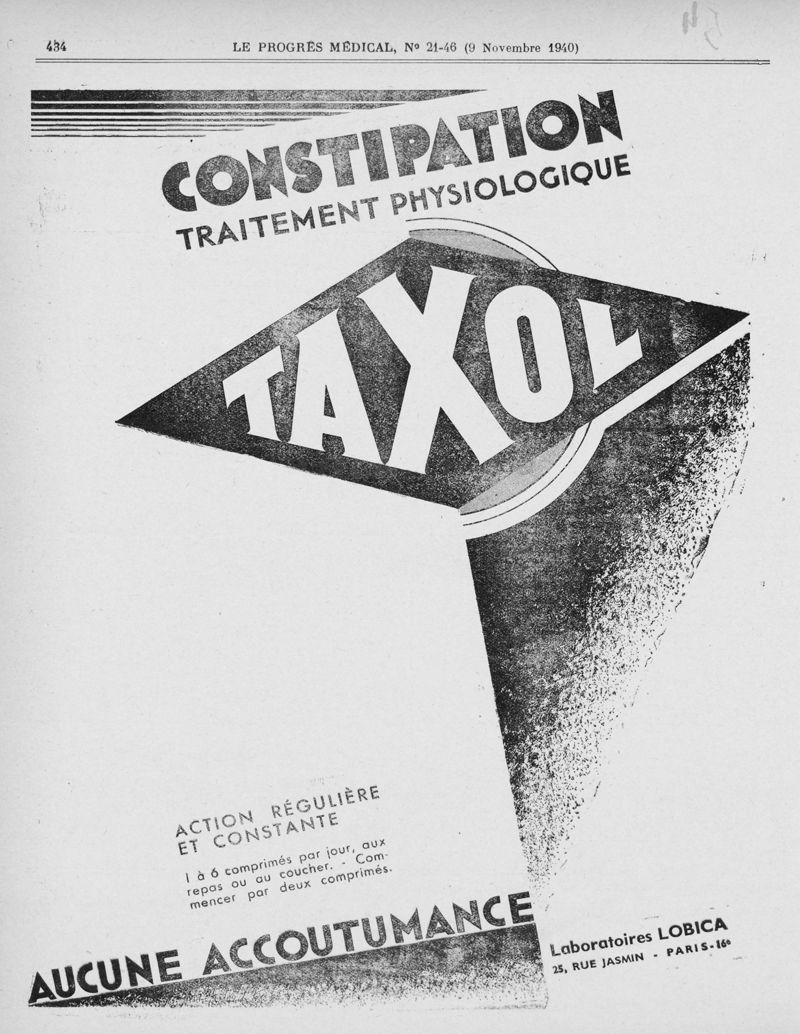 434
LE PROGRÈS MÉDICAL, Nº 21-46 (9 Novembre 1940)
CONSTIPATION
TRAITEMENT PHYSIOLOGIQUE
TAXOL
ACTION RÉGULIÈRE
ET CONSTANTE
1 à 6 comprimés par jour, aux
repas ou au coucher. - Com-
mencer par deux comprimés.
AUCUNE ACCOUTUMANCE
Laboratoires LOBICA
25, RUE JASMIN - PARIS-16e